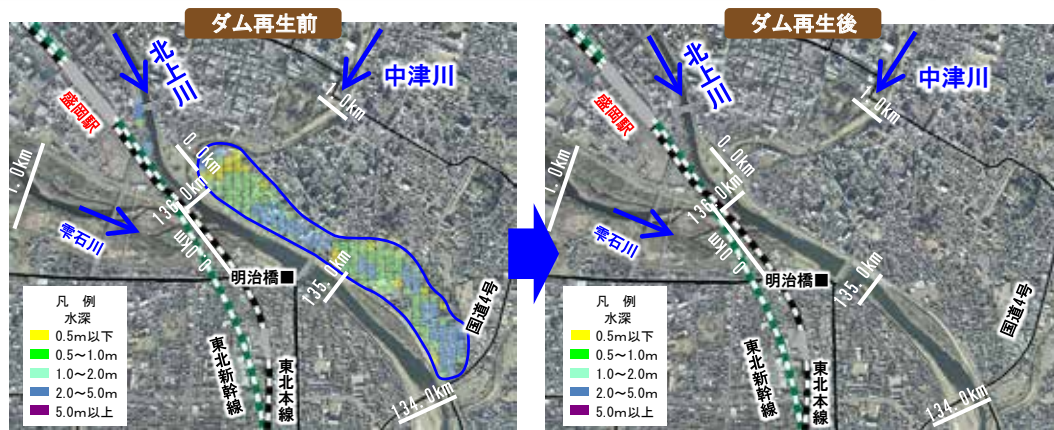 ダム再生前
北上川
中津川
盛岡駅
1.0km
0.0km
1.0km
136.0km
雫石川
0.0km
明治橋■
135.0km
国道4号
凡　例
水深
0.5m以下
0.5～1.0m
1.0～2.0m
2.0～5.0m
5.0m以上
東北新幹線
東北本線
134.0km
ダム再生後
北上川
中津川
盛岡駅
1.0km
0.0km
1.0km
136.0km
雫石川
0.0km
明治橋■
135.0km
国道4号
凡　例
水深
0.5m以下
0.5～1.0m
1.0～2.0m
2.0～5.0m
5.0m以上
東北新幹線
東北本線
134.0km